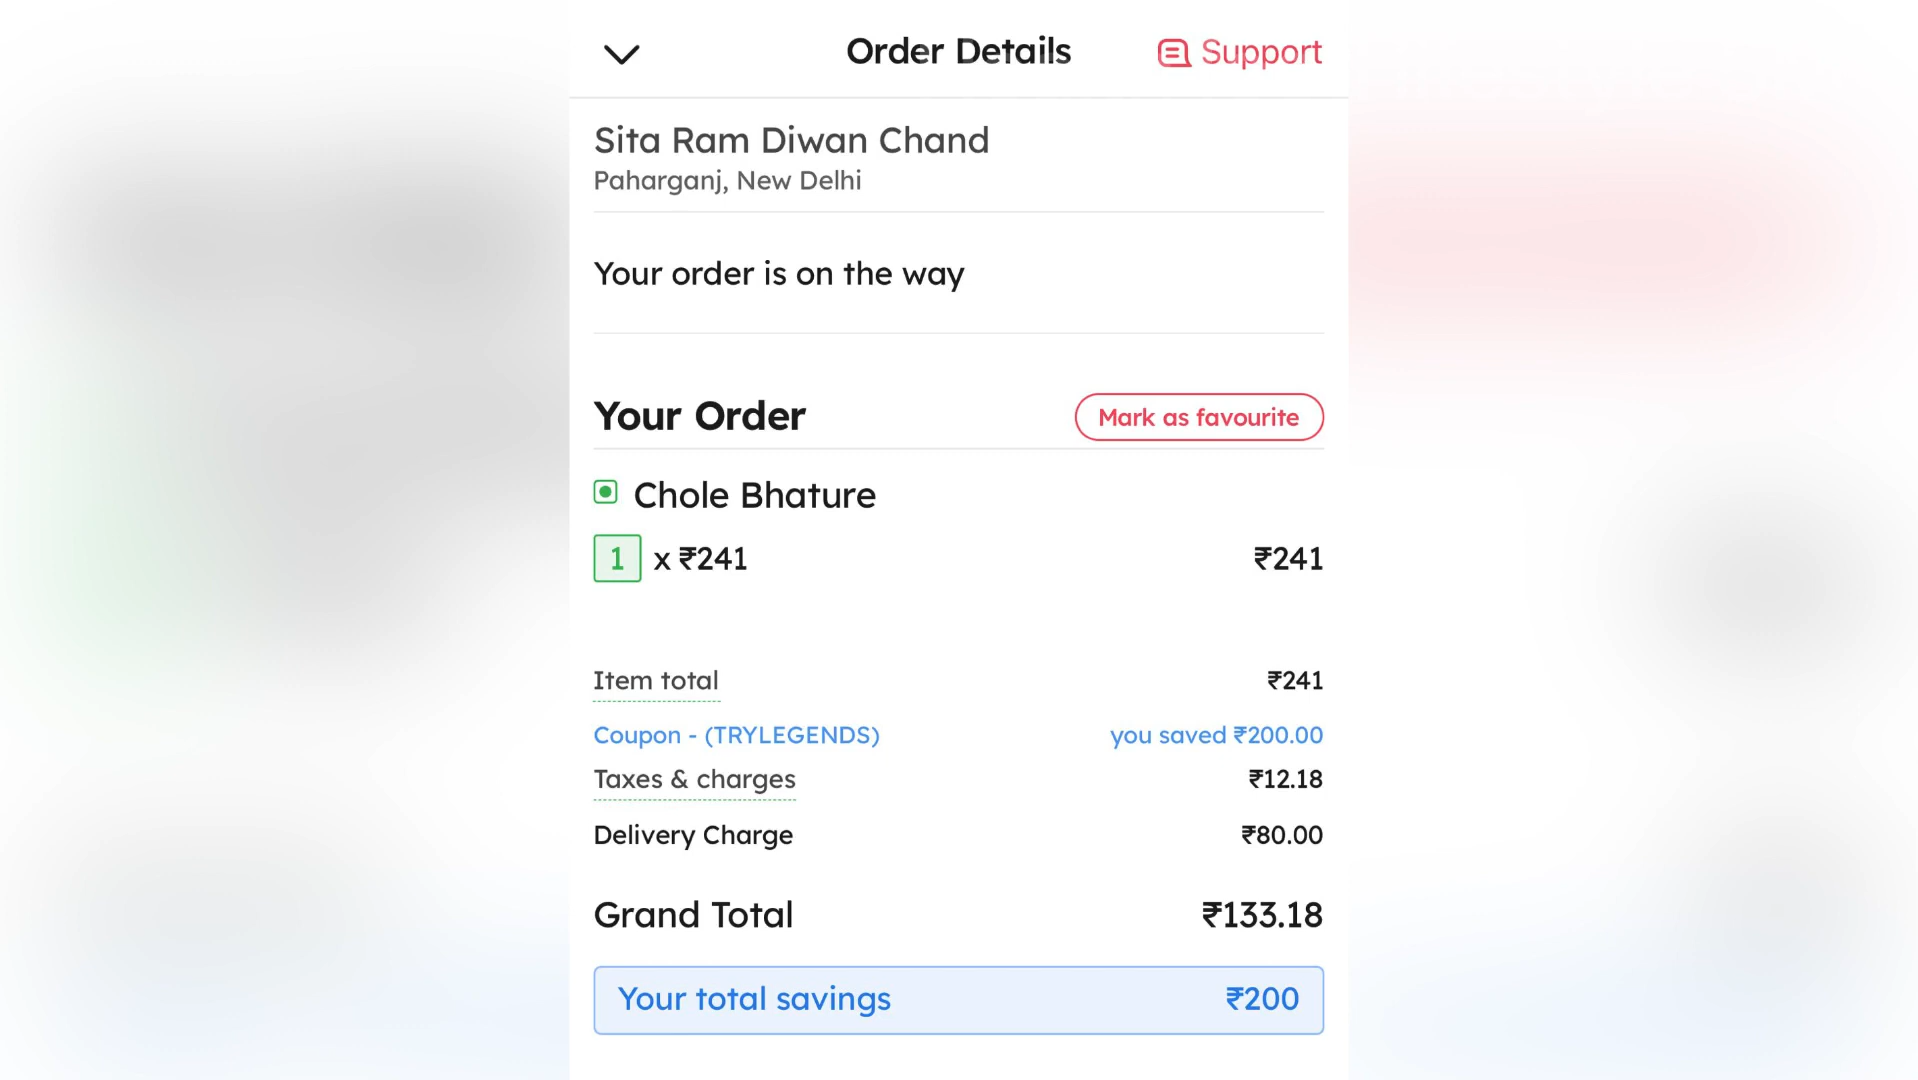 Order Details
Support
Sita Ram Diwan Chand
Paharganj, New Delhi
Your order is on the way
Your Order
Mark as favourite
Chole Bhature
1 x ₹241 ₹241
Item total ₹241
Coupon - (TRYLEGENDS) you saved ₹200.00
Taxes & charges ₹12.18
Delivery Charge ₹80.00
Grand Total ₹133.18
Your total savings ₹200